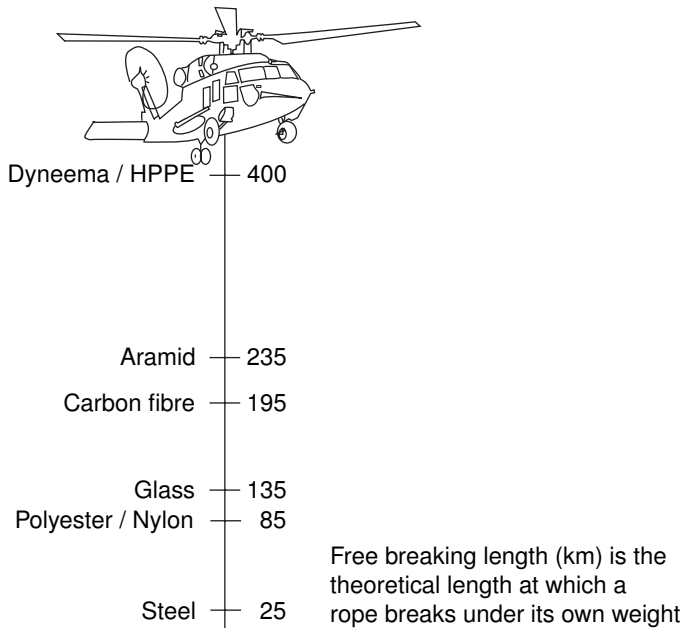 Dyneema / HPPE 400
Aramid 235
Carbon fibre 195
Glass 135
Polyester / Nylon 85
Steel 25
Free breaking length (km) is the
theoretical length at which a
rope breaks under its own weight